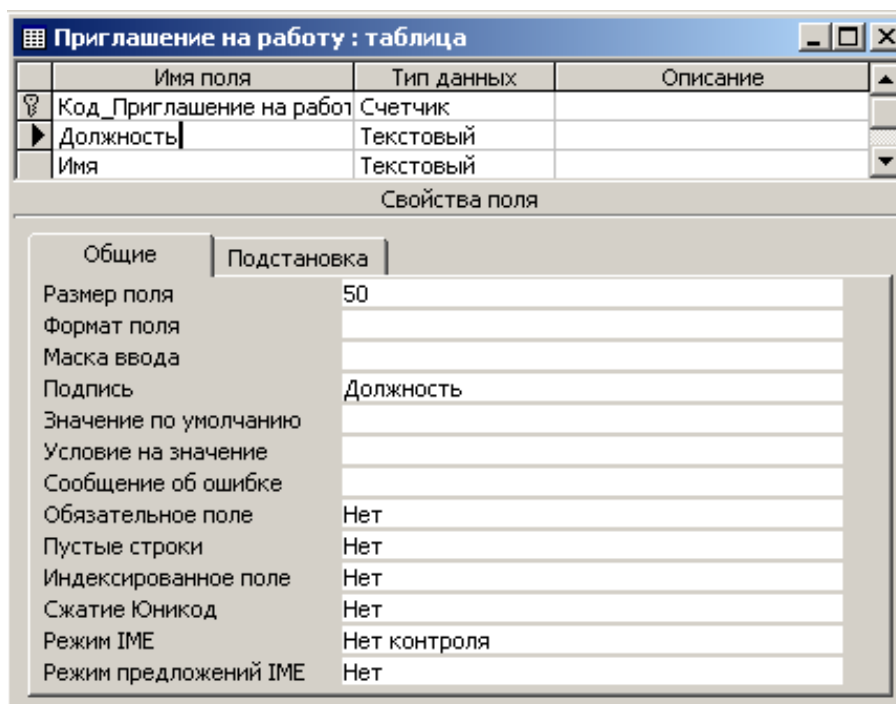 Приглашение на работу : таблица
Имя поля Тип данных Описание
Код_Приглашение на работ Счетчик
Должность Текстовый
Имя Текстовый
Свойства поля
Общие Подстановка
Размер поля 50
Формат поля
Маска ввода
Подпись Должность
Значение по умолчанию
Условие на значение
Сообщение об ошибке
Обязательное поле Нет
Пустые строки Нет
Индексированное поле Нет
Сжатие Юникод Нет
Режим IME Нет контроля
Режим предложений IME Нет